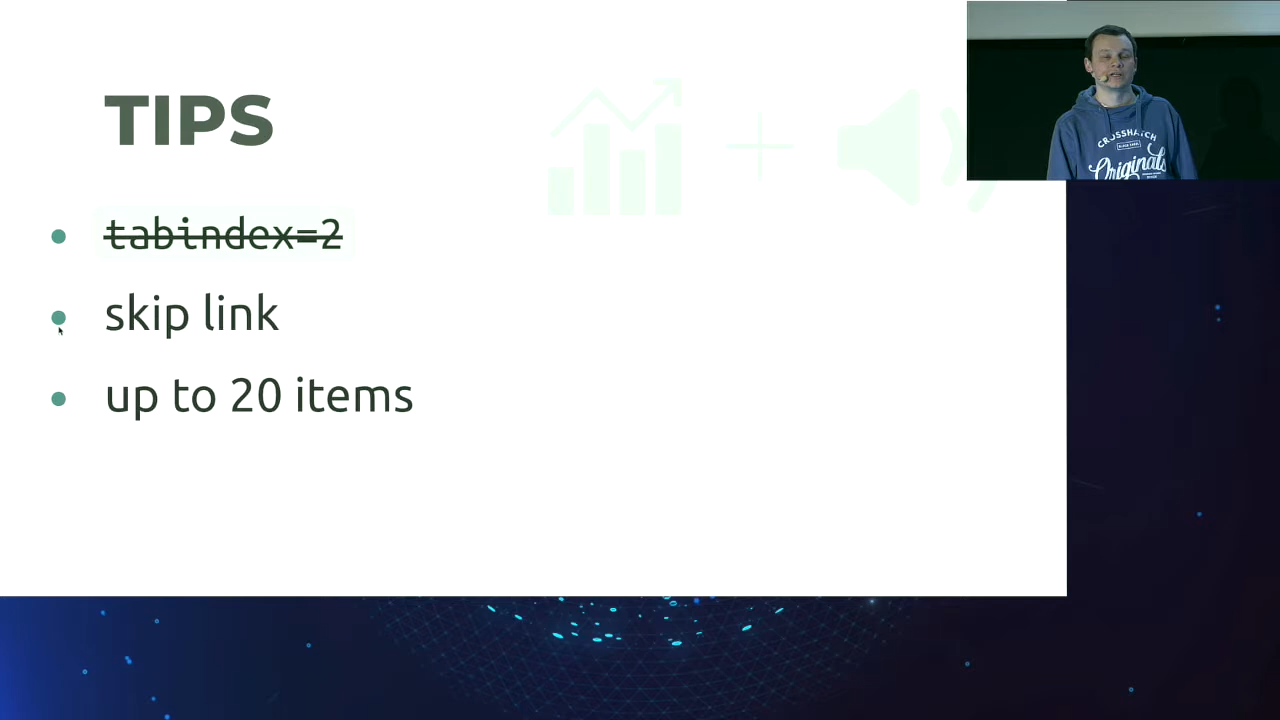 TIPS
tabindex=2
skip link
up to 20 items
CROSSHATCH
Originals